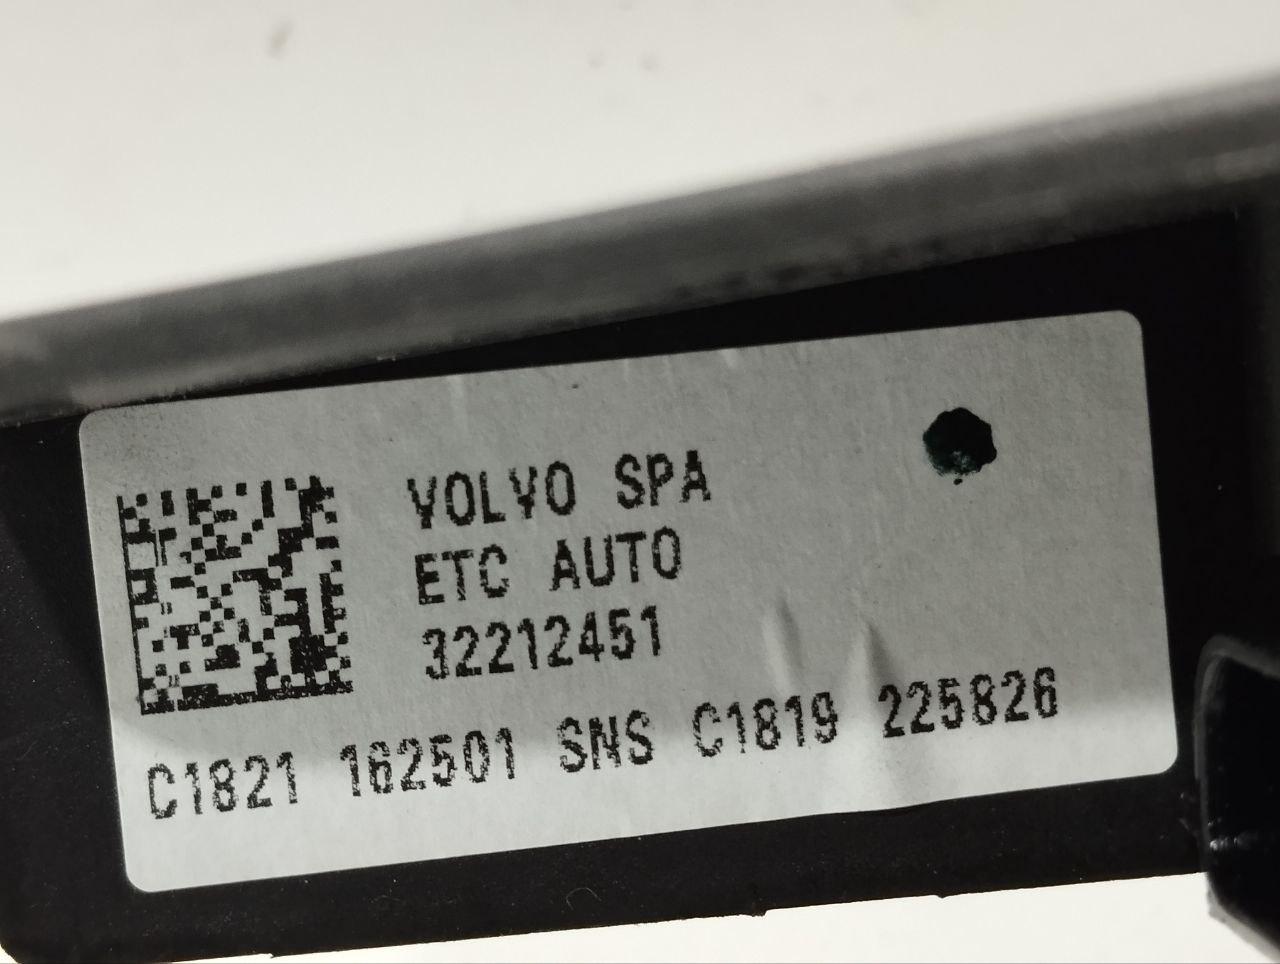 VOLVO SPA
ETC AUTO
32212451
C1821 162501 SNS C1819 225826